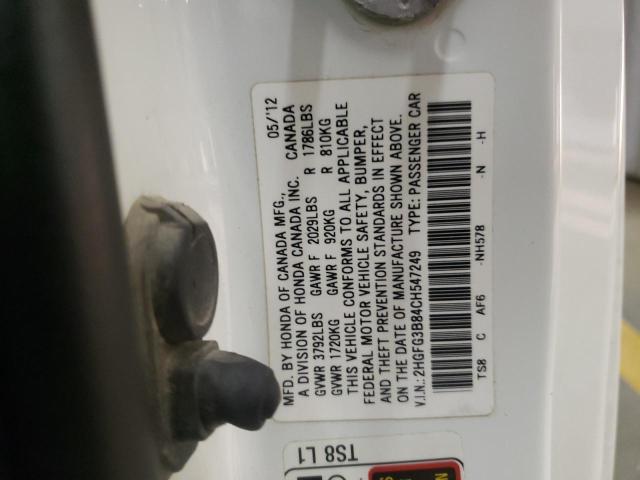 MFD. BY HONDA OF CANADA MFG., 05/'12
A DIVISION OF HONDA CANADA INC. CANADA
GVWR 3792LBS GAWR F 2029LBS R 1786LBS
GVWR 1720KG GAWR F 920KG R 810KG
THIS VEHICLE CONFORMS TO ALL APPLICABLE
FEDERAL MOTOR VEHICLE SAFETY, BUMPER,
AND THEFT PREVENTION STANDARDS IN EFFECT
ON THE DATE OF MANUFACTURE SHOWN ABOVE.
V.I.N.: 2HGFG3B84CH547249 TYPE: PASSENGER CAR
TS8 C AF6 -NH578 -N -H
TS8 L1